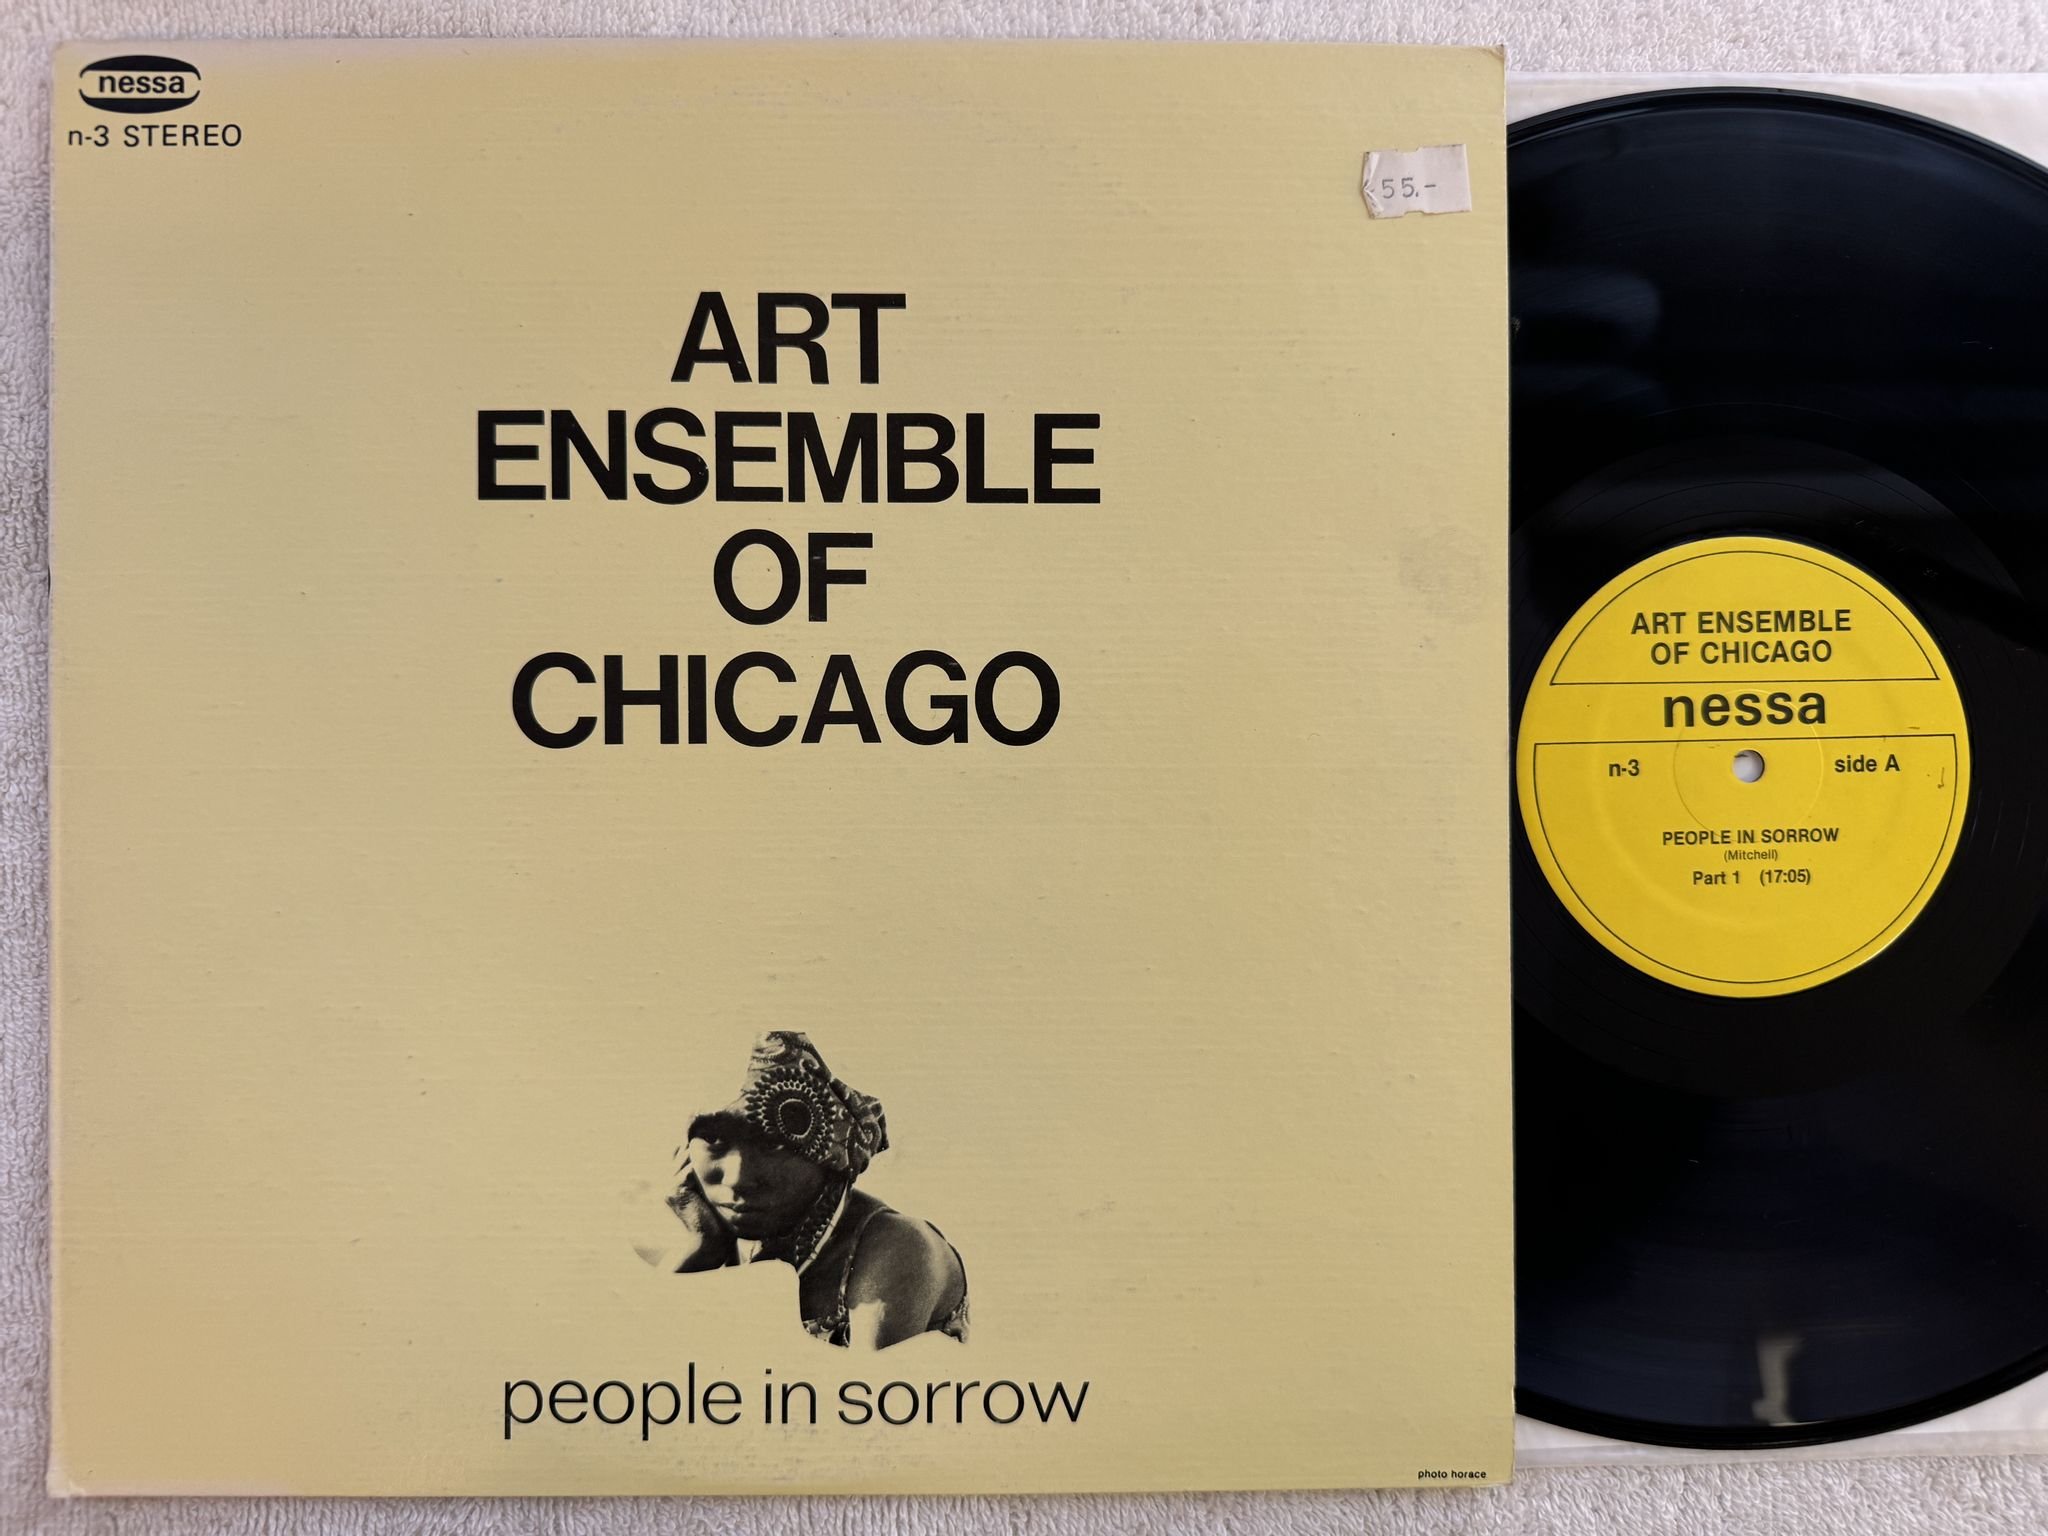 nessa
n-3 STEREO
55.-
ART
ENSEMBLE
OF
CHICAGO
people in sorrow
photo horace
ART ENSEMBLE
OF CHICAGO
nessa
n-3 side A
PEOPLE IN SORROW
(Mitchell)
Part 1 (17:05)